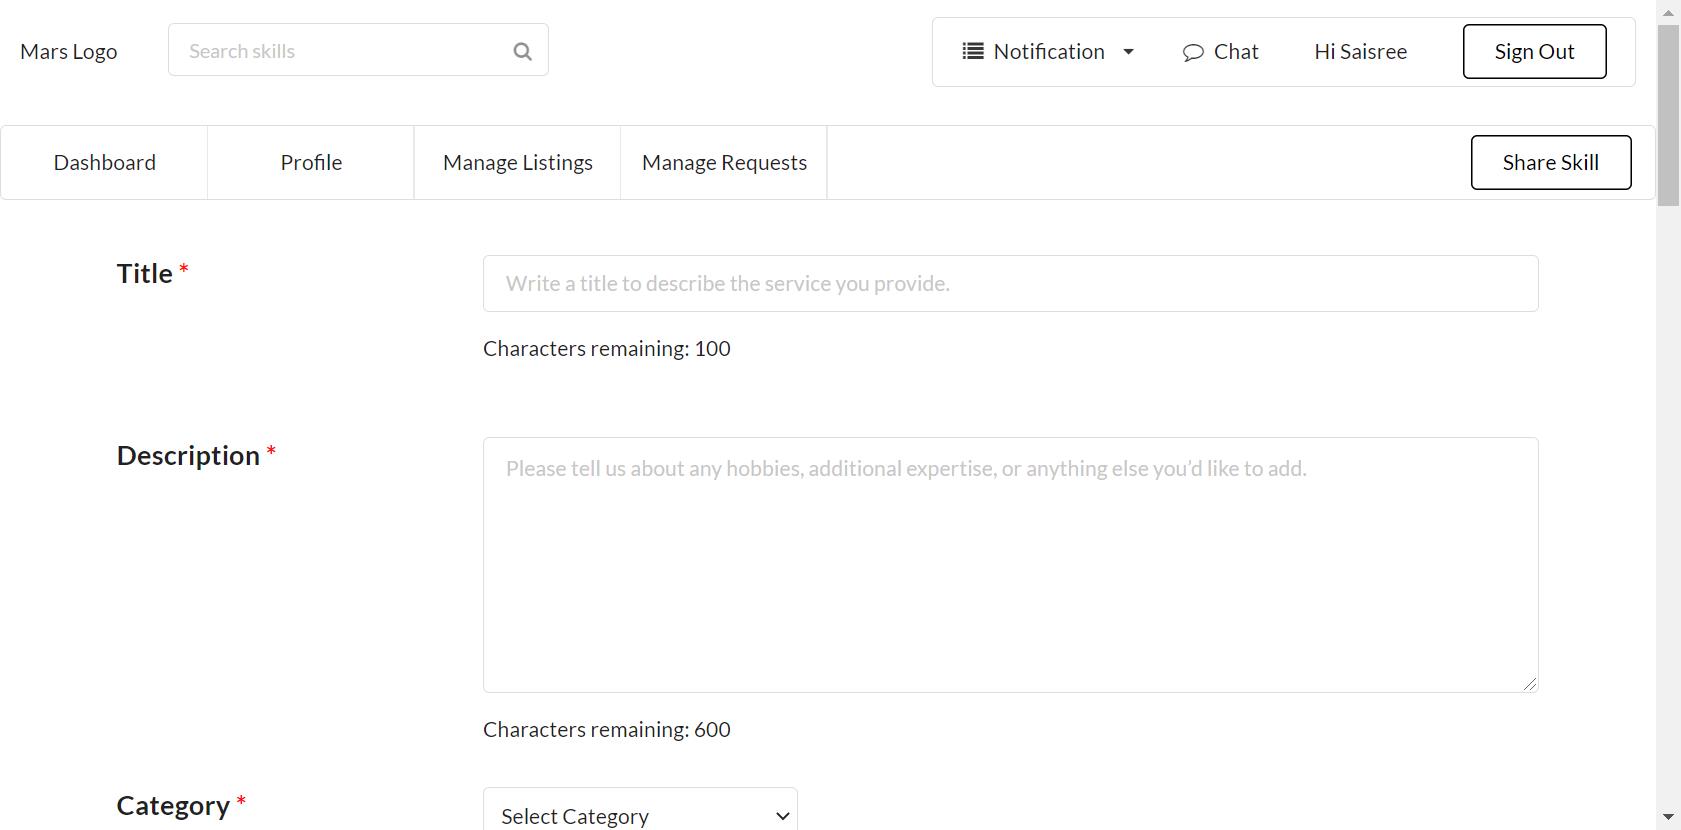 Mars Logo
Search skills
Notification
Chat
Hi Saisree
Sign Out
Dashboard
Profile
Manage Listings
Manage Requests
Share Skill
Title *
Write a title to describe the service you provide.
Characters remaining: 100
Description *
Please tell us about any hobbies, additional expertise, or anything else you'd like to add.
Characters remaining: 600
Category *
Select Category